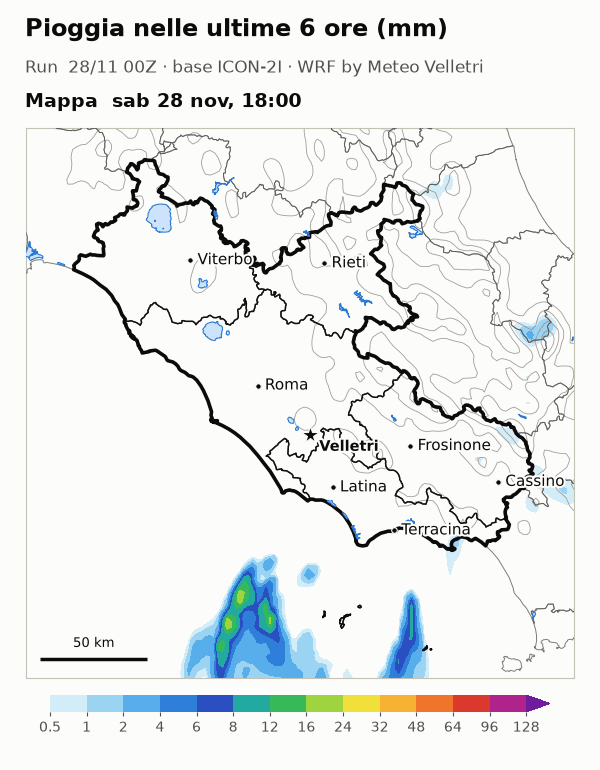 Pioggia nelle ultime 6 ore (mm)
Run  28/11 00Z · base ICON-2I · WRF by Meteo Velletri
Mappa  sab 28 nov, 18:00
Viterbo
Rieti
Roma
Velletri
Frosinone
Cassino
Latina
Terracina
50 km
0.5 1 2 4 6 8 12 16 24 32 48 64 96 128